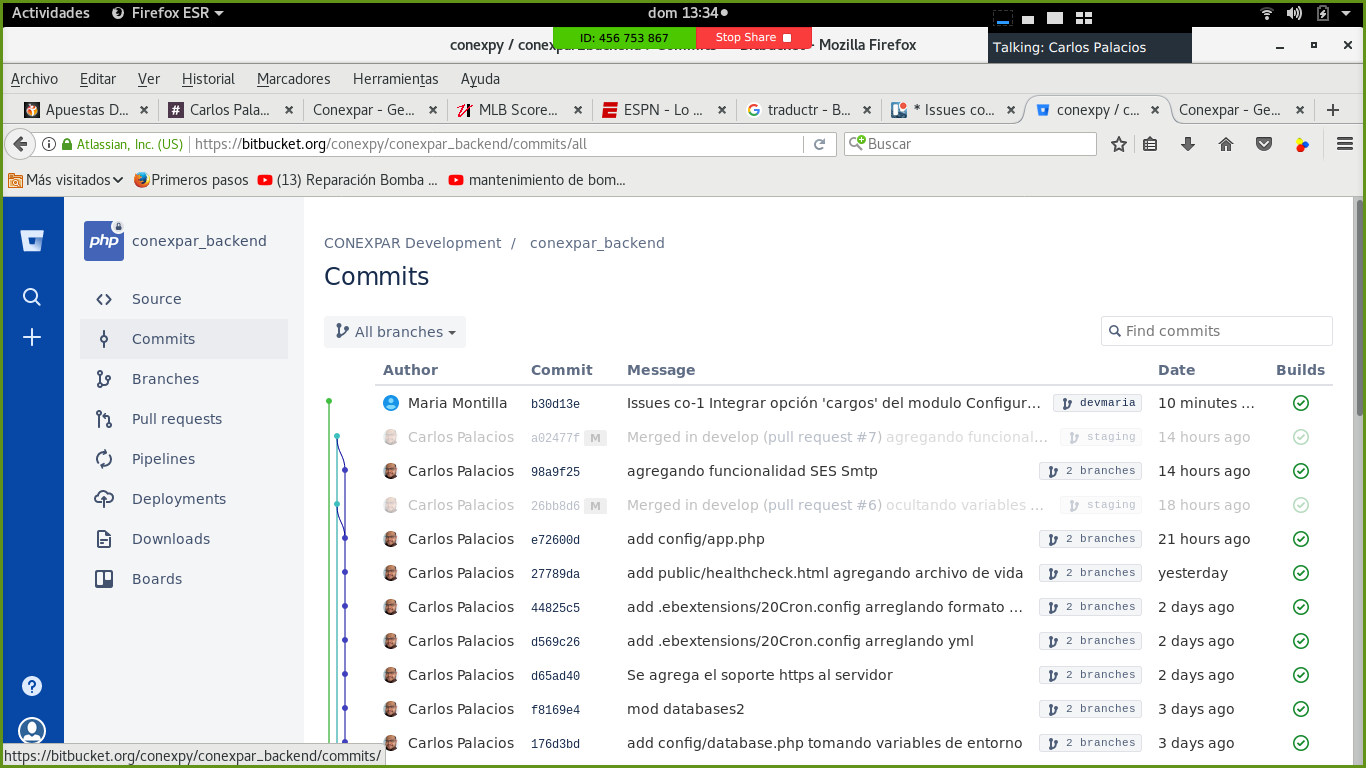 Actividades Firefox ESR dom 13:34
ID: 456 753 867 Stop Share
Talking: Carlos Palacios
conexpy / conexpar_backend / Commits — Bitbucket - Mozilla Firefox
Archivo Editar Ver Historial Marcadores Herramientas Ayuda
Apuestas D... Carlos Pala... Conexpar - Ge... MLB Score... ESPN - Lo ... traductr - B... * Issues co... conexpy / c... Conexpar - Ge...
Atlassian, Inc. (US) https://bitbucket.org/conexpy/conexpar_backend/commits/all Buscar
Más visitados Primeros pasos (13) Reparación Bomba ... mantenimiento de bom...
php conexpar_backend
Source
Commits
Branches
Pull requests
Pipelines
Deployments
Downloads
Boards
CONEXPAR Development / conexpar_backend
Commits
All branches Find commits
Author Commit Message Date Builds
Maria Montilla b30d13e Issues co-1 Integrar opción 'cargos' del modulo Configur... devmaria 10 minutes ...
Carlos Palacios a02477f M Merged in develop (pull request #7) agregando funcional... staging 14 hours ago
Carlos Palacios 98a9f25 agregando funcionalidad SES Smtp 2 branches 14 hours ago
Carlos Palacios 26bb8d6 M Merged in develop (pull request #6) ocultando variables ... staging 18 hours ago
Carlos Palacios e72600d add config/app.php 2 branches 21 hours ago
Carlos Palacios 27789da add public/healthcheck.html agregando archivo de vida 2 branches yesterday
Carlos Palacios 44825c5 add .ebextensions/20Cron.config arreglando formato ... 2 branches 2 days ago
Carlos Palacios d569c26 add .ebextensions/20Cron.config arreglando yml 2 branches 2 days ago
Carlos Palacios d65ad40 Se agrega el soporte https al servidor 2 branches 2 days ago
Carlos Palacios f8169e4 mod databases2 2 branches 3 days ago
Carlos Palacios 176d3bd add config/database.php tomando variables de entorno 2 branches 3 days ago
https://bitbucket.org/conexpy/conexpar_backend/commits/